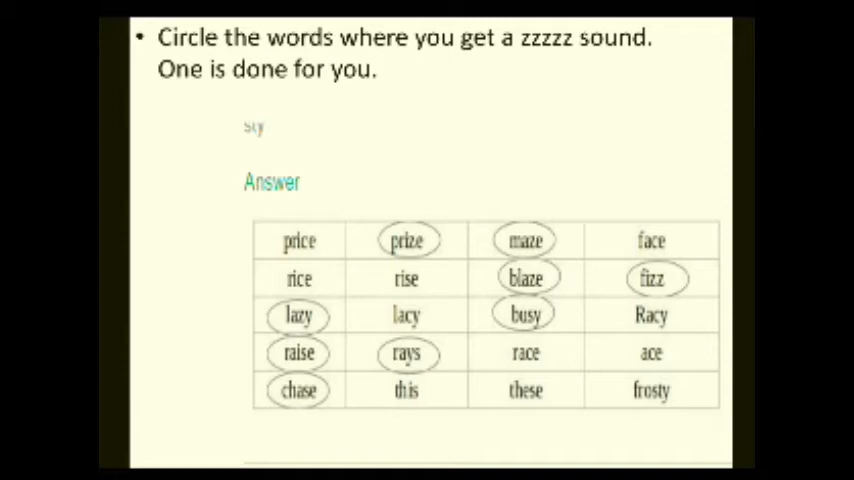 • Circle the words where you get a zzzzz sound.
One is done for you.
Answer
price prize maze face
rice rise blaze fizz
lazy lacy busy Racy
raise rays race ace
chase this these frosty